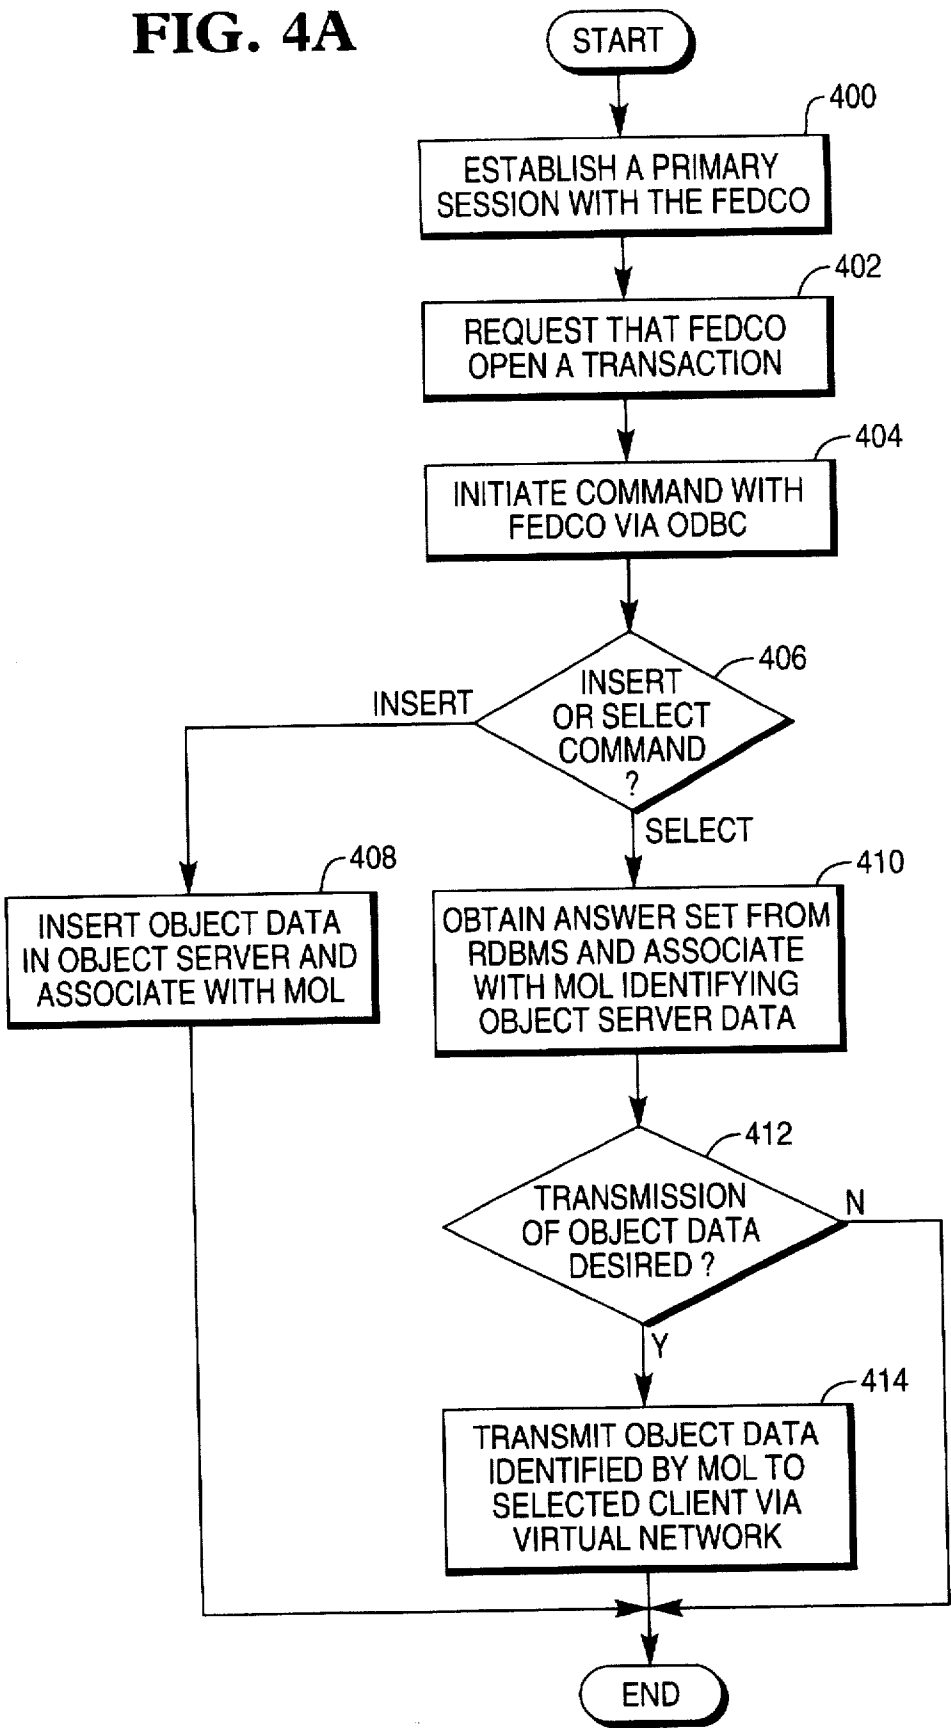 FIG. 4A
START
400
ESTABLISH A PRIMARY
SESSION WITH THE FEDCO
402
REQUEST THAT FEDCO
OPEN A TRANSACTION
404
INITIATE COMMAND WITH
FEDCO VIA ODBC
406
INSERT
OR SELECT
COMMAND
?
INSERT
SELECT
408
INSERT OBJECT DATA
IN OBJECT SERVER AND
ASSOCIATE WITH MOL
410
OBTAIN ANSWER SET FROM
RDBMS AND ASSOCIATE
WITH MOL IDENTIFYING
OBJECT SERVER DATA
412
TRANSMISSION
OF OBJECT DATA
DESIRED ?
N
Y
414
TRANSMIT OBJECT DATA
IDENTIFIED BY MOL TO
SELECTED CLIENT VIA
VIRTUAL NETWORK
END